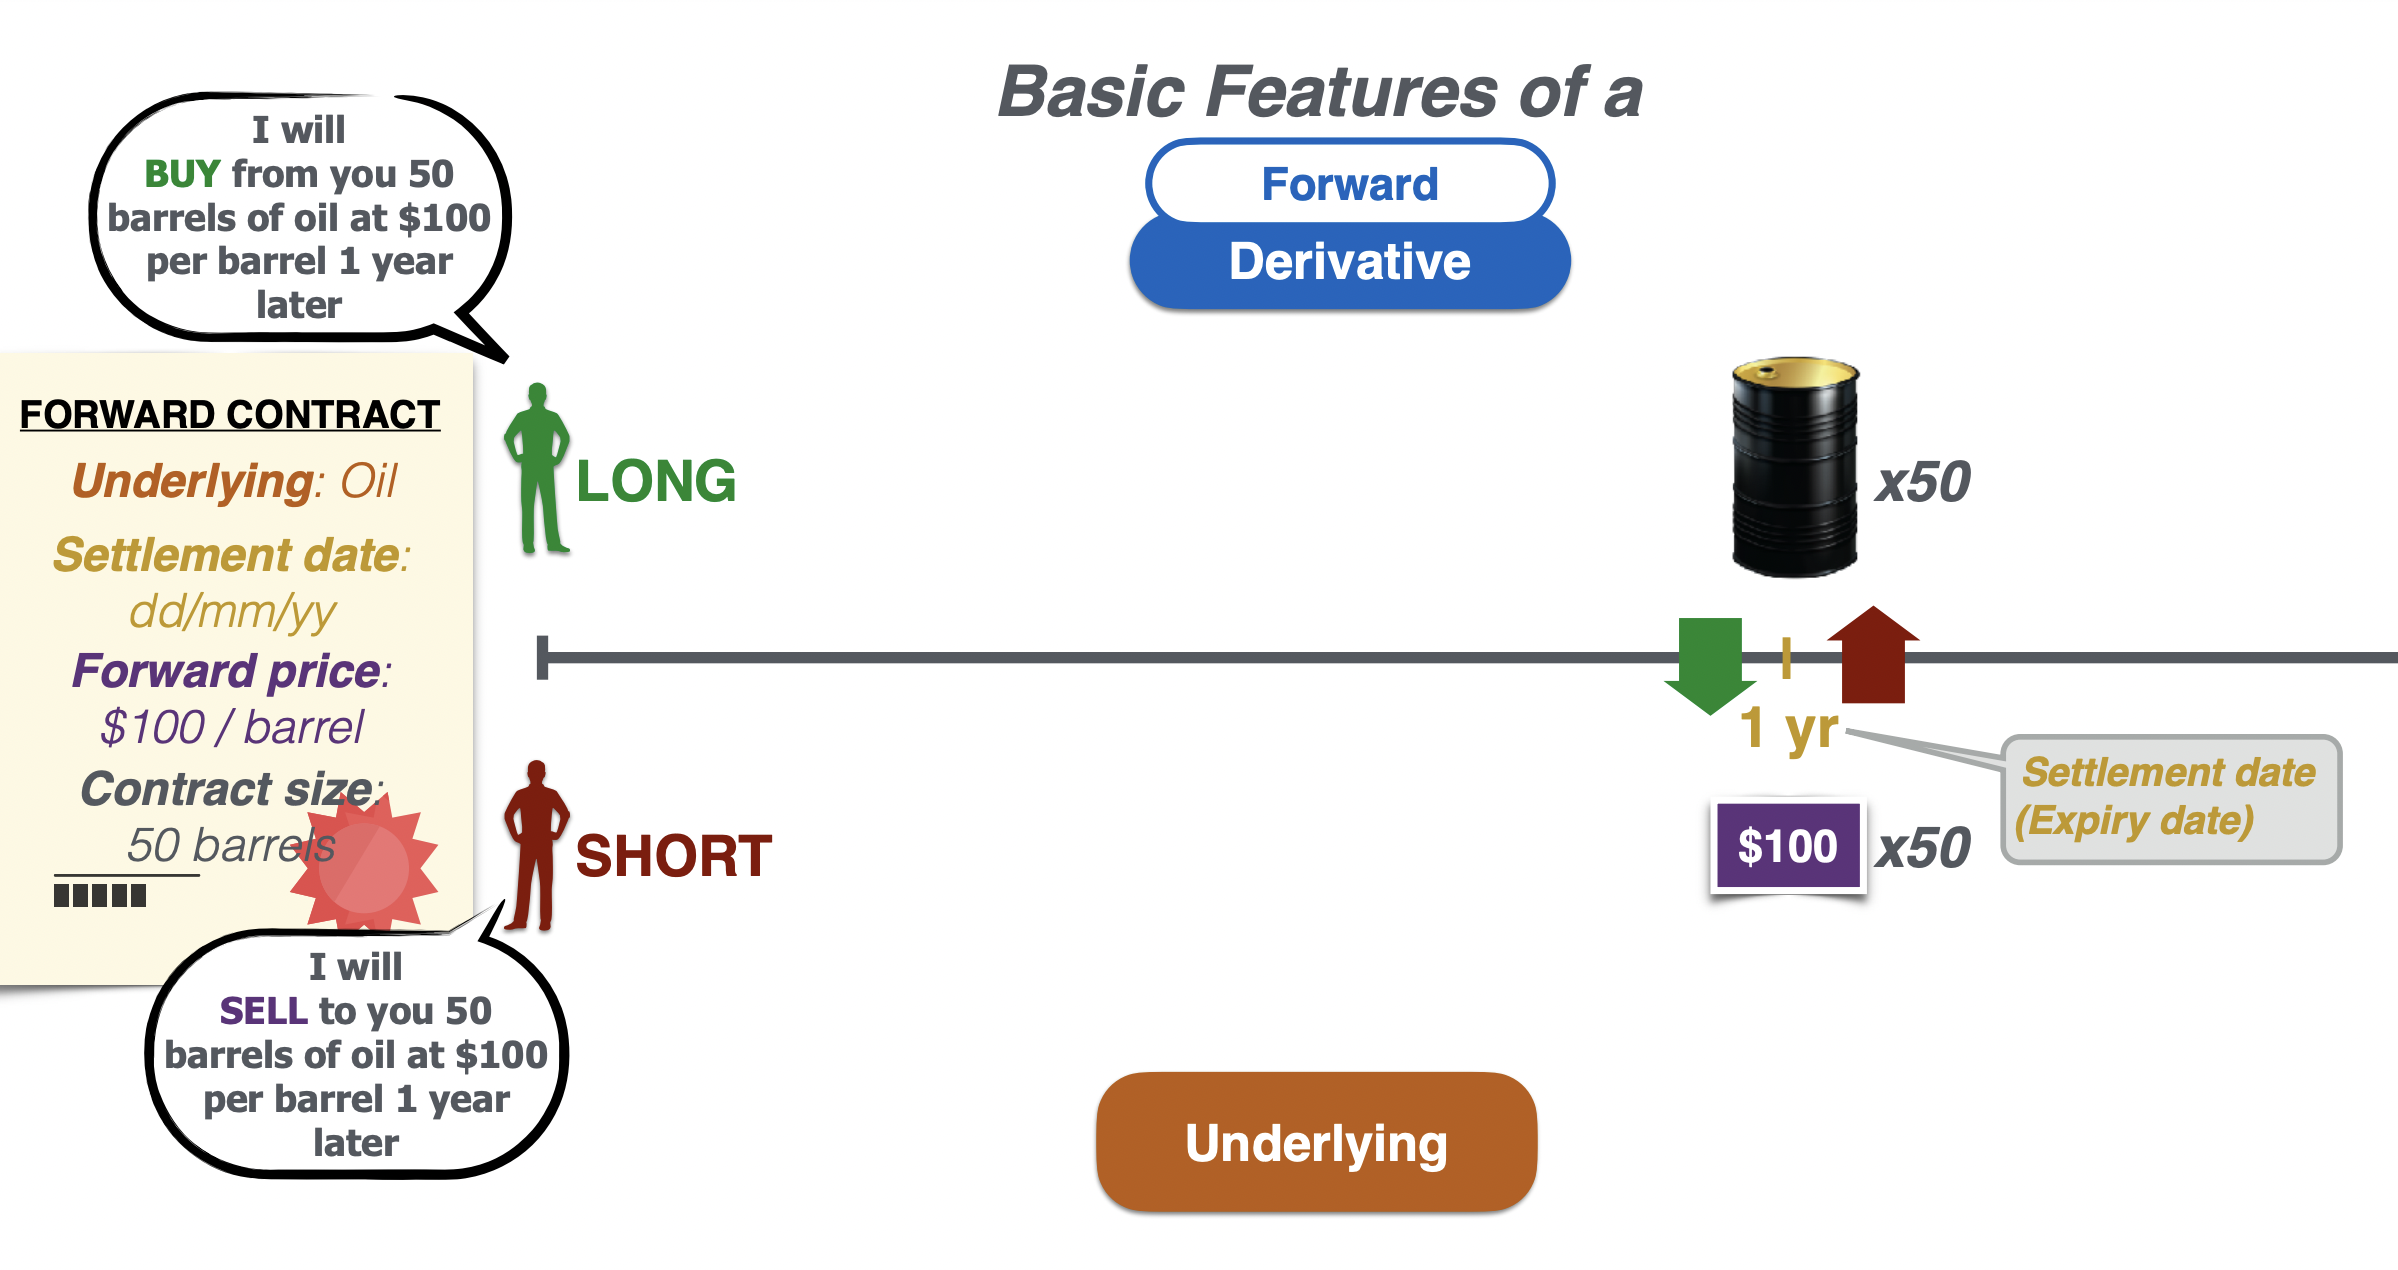 Basic Features of a
Forward
Derivative
I will
BUY from you 50
barrels of oil at $100
per barrel 1 year
later
FORWARD CONTRACT
Underlying: Oil
Settlement date:
dd/mm/yy
Forward price:
$100 / barrel
Contract size:
50 barrels
LONG
SHORT
I will
SELL to you 50
barrels of oil at $100
per barrel 1 year
later
x50
1 yr
Settlement date
(Expiry date)
$100
x50
Underlying